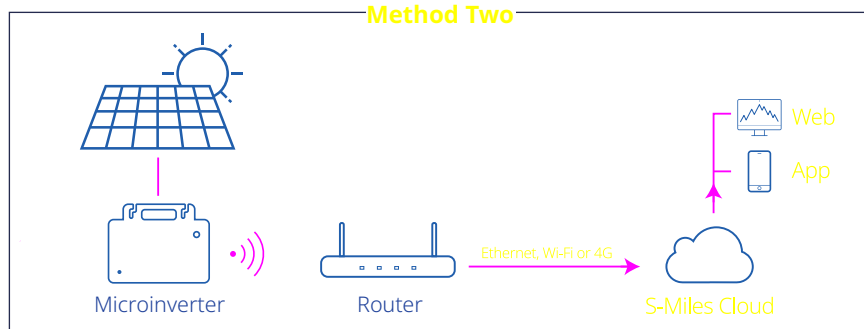 Method Two
Web
App
Ethernet, Wi-Fi or 4G
Microinverter
Router
S-Miles Cloud